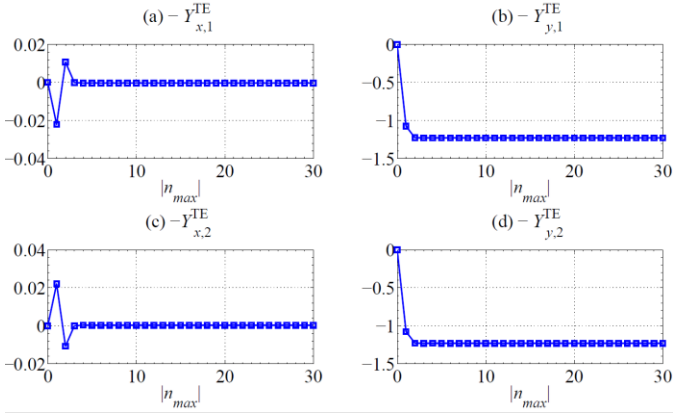 (a) − Y^TE_x,1
(b) − Y^TE_y,1
0.02
0
−0.02
−0.04
0 10 20 30
|n_max|
0
−0.5
−1
−1.5
0 10 20 30
|n_max|
(c) −Y^TE_x,2
(d) − Y^TE_y,2
0.04
0.02
0
−0.02
0 10 20 30
|n_max|
0
−0.5
−1
−1.5
0 10 20 30
|n_max|